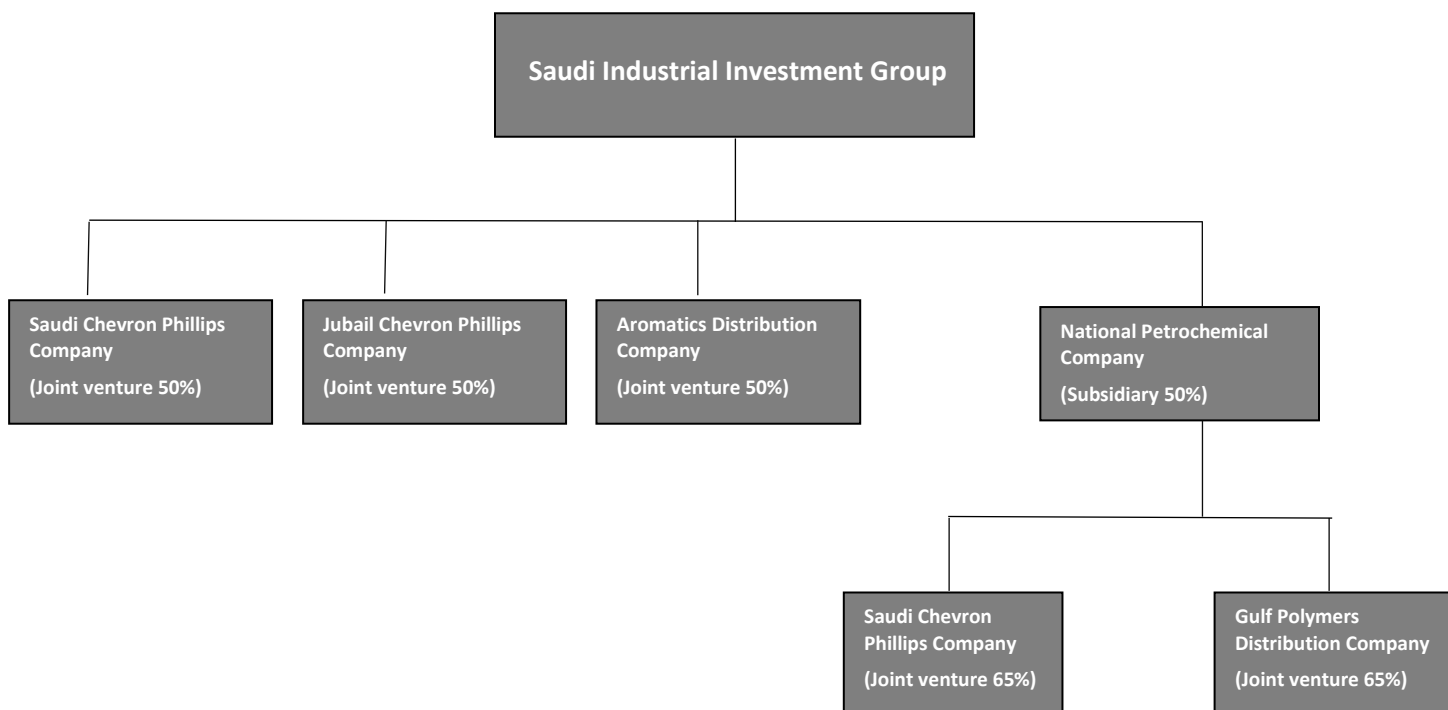 Saudi Industrial Investment Group
Saudi Chevron Phillips
Company
(Joint venture 50%)
Jubail Chevron Phillips
Company
(Joint venture 50%)
Aromatics Distribution
Company
(Joint venture 50%)
National Petrochemical
Company
(Subsidiary 50%)
Saudi Chevron
Phillips Company
(Joint venture 65%)
Gulf Polymers
Distribution Company
(Joint venture 65%)